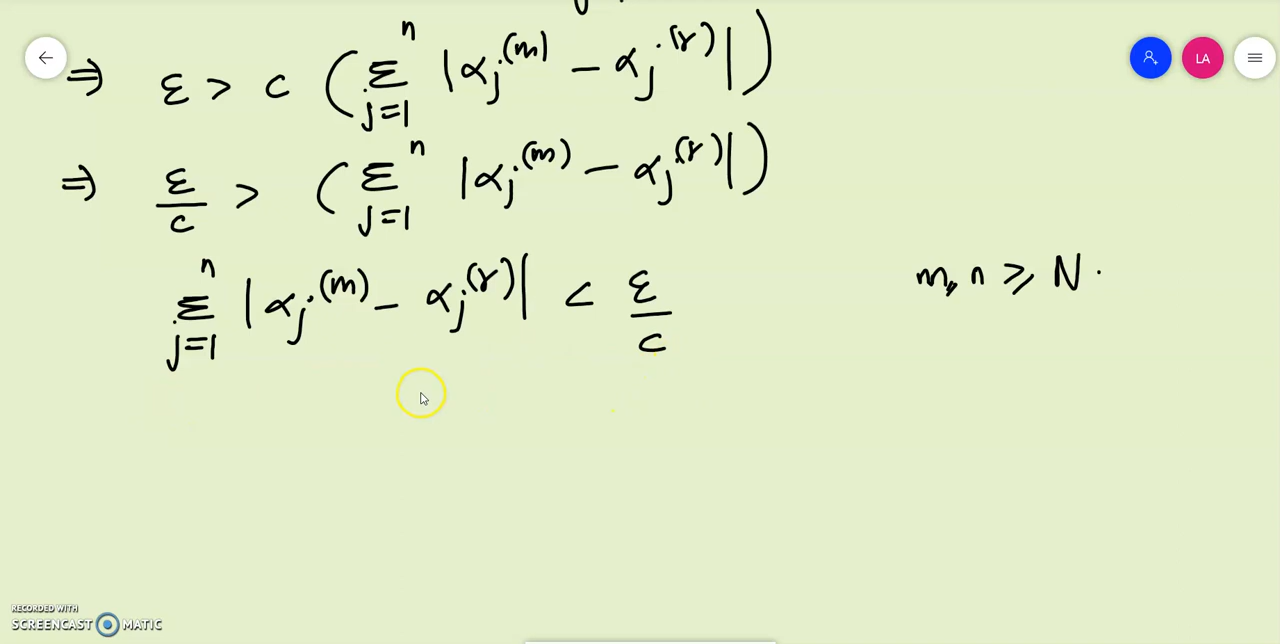 LA
⇒ ε > c ( Σ_{j=1}^{n} |α_j^{(m)} − α_j^{(r)}| )
⇒ ε/c > ( Σ_{j=1}^{n} |α_j^{(m)} − α_j^{(r)}| )
Σ_{j=1}^{n} |α_j^{(m)} − α_j^{(r)}| < ε/c m, n ⩾ N.
RECORDED WITH
SCREENCAST MATIC